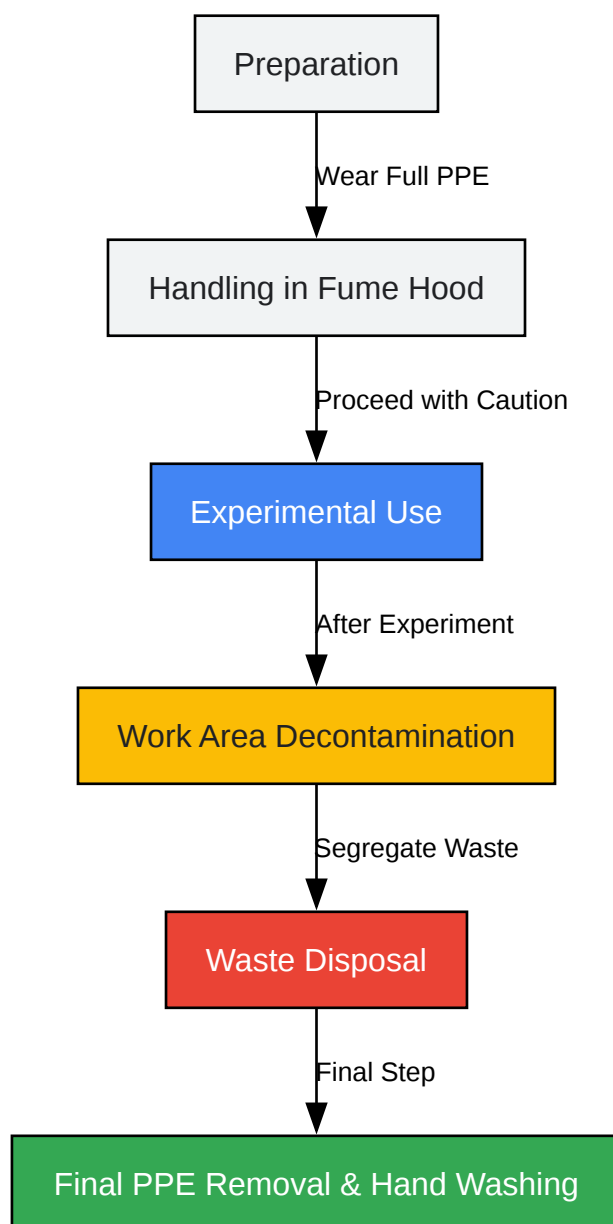 Preparation
Wear Full PPE
Handling in Fume Hood
Proceed with Caution
Experimental Use
After Experiment
Work Area Decontamination
Segregate Waste
Waste Disposal
Final Step
Final PPE Removal & Hand Washing